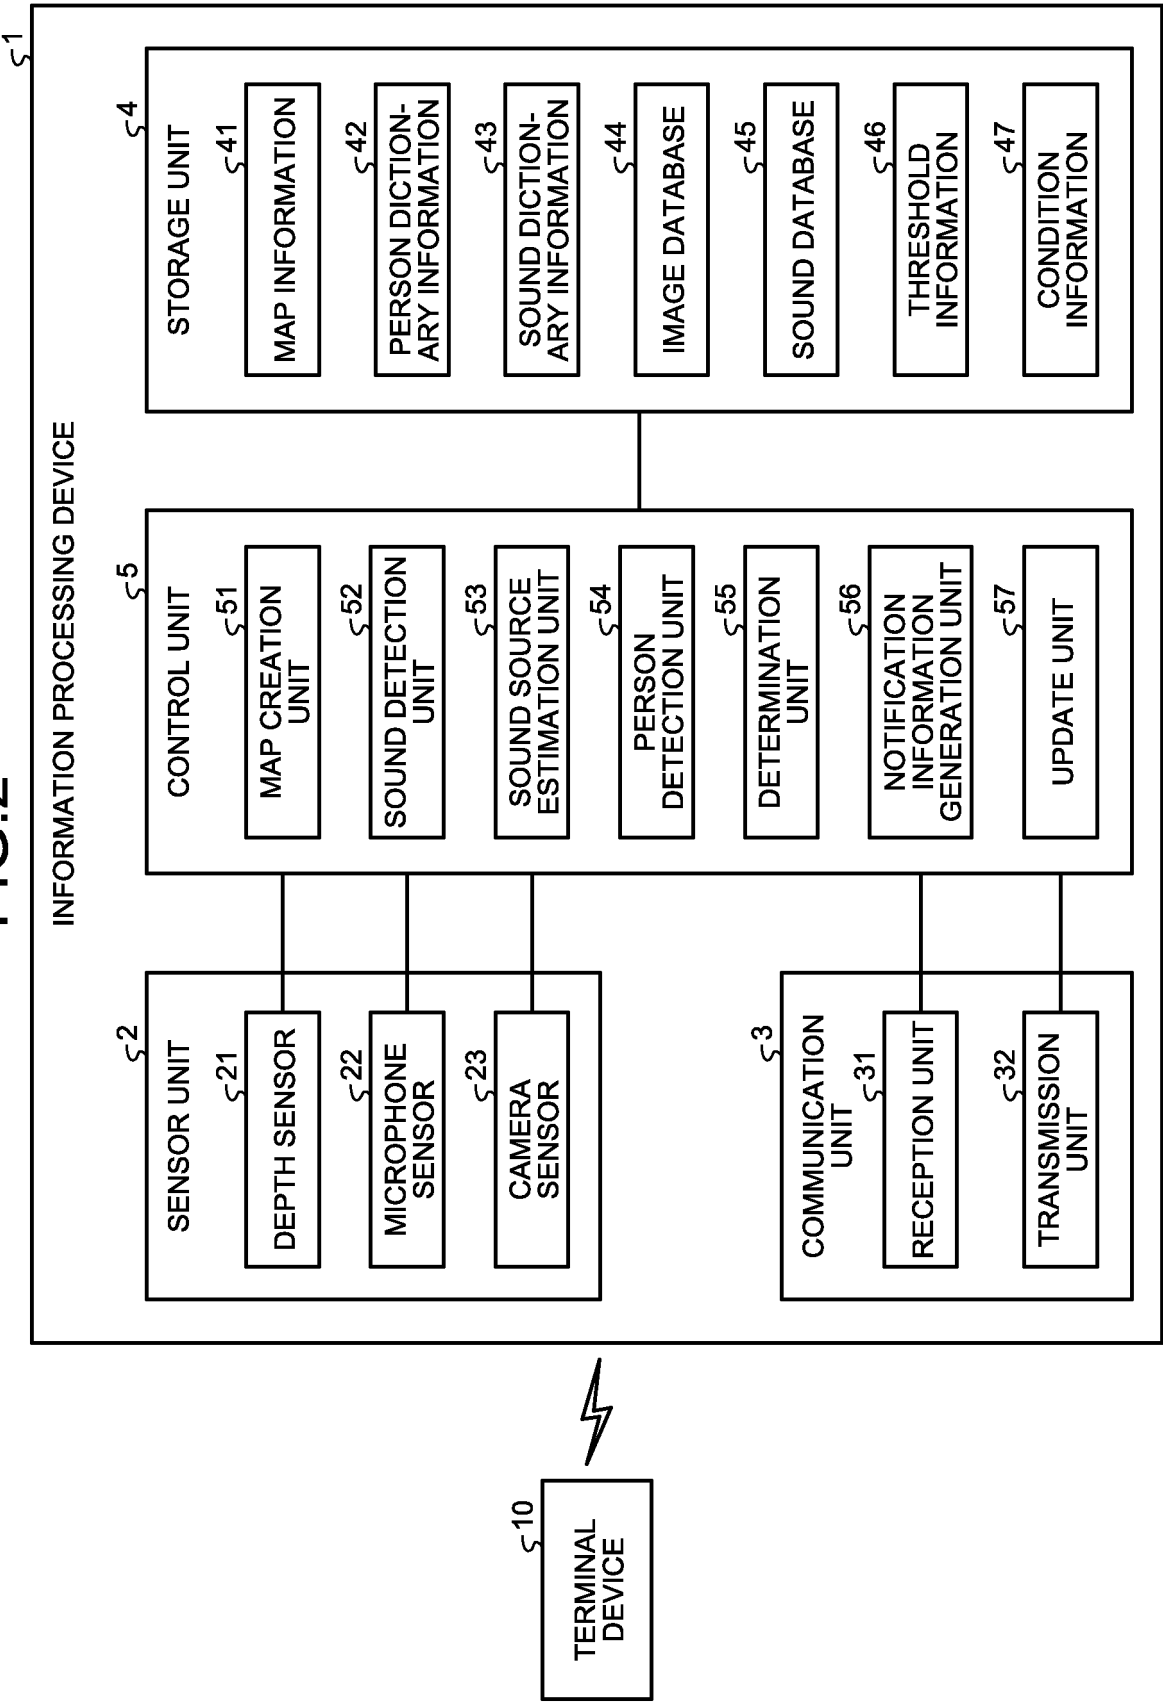 FIG.2
1
INFORMATION PROCESSING DEVICE
10
TERMINAL
DEVICE
2
SENSOR UNIT
21
DEPTH SENSOR
22
MICROPHONE
SENSOR
23
CAMERA
SENSOR
3
COMMUNICATION
UNIT
31
RECEPTION UNIT
32
TRANSMISSION
UNIT
5
CONTROL UNIT
51
MAP CREATION
UNIT
52
SOUND DETECTION
UNIT
53
SOUND SOURCE
ESTIMATION UNIT
54
PERSON
DETECTION UNIT
55
DETERMINATION
UNIT
56
NOTIFICATION
INFORMATION
GENERATION UNIT
57
UPDATE UNIT
4
STORAGE UNIT
41
MAP INFORMATION
42
PERSON DICTION-
ARY INFORMATION
43
SOUND DICTION-
ARY INFORMATION
44
IMAGE DATABASE
45
SOUND DATABASE
46
THRESHOLD
INFORMATION
47
CONDITION
INFORMATION